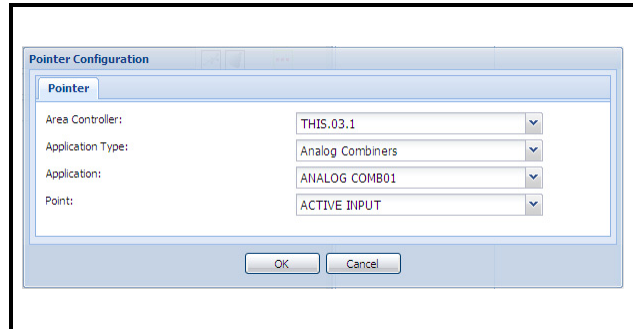 Pointer Configuration
Pointer
Area Controller: THIS.03.1
Application Type: Analog Combiners
Application: ANALOG COMB01
Point: ACTIVE INPUT
OK Cancel